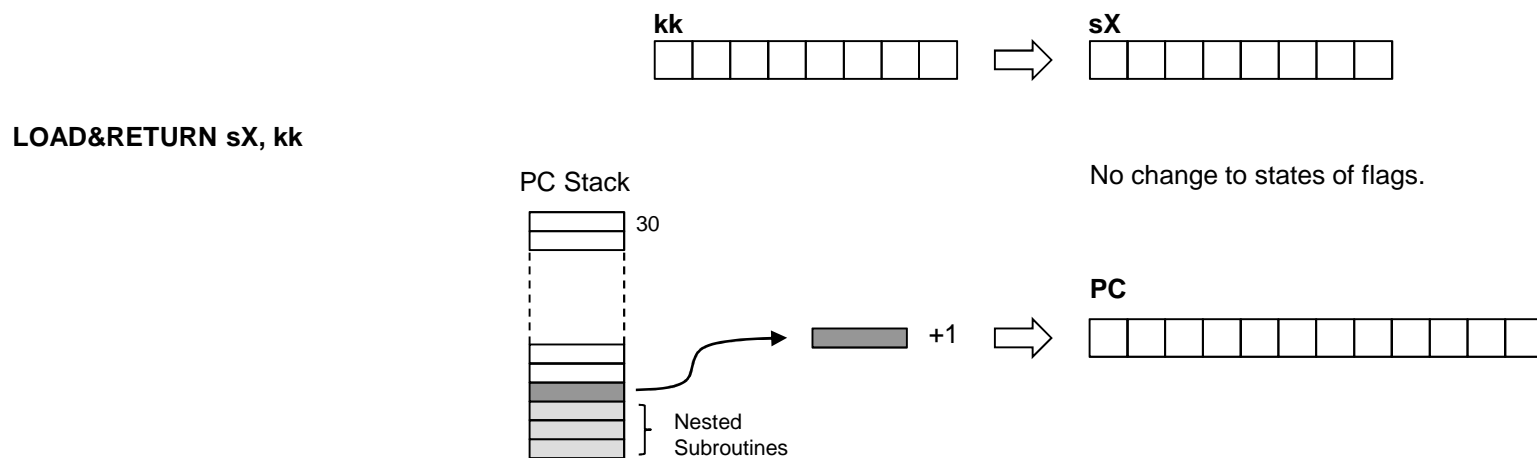 kk
sX
LOAD&RETURN sX, kk
No change to states of flags.
PC Stack
30
PC
+1
Nested
Subroutines